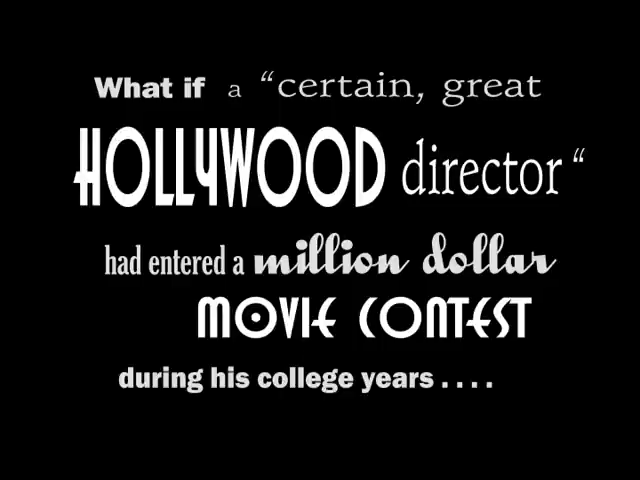 What if a “certain, great
HOLLYWOOD director “
had entered a million dollar
MOVIE CONTEST
during his college years . . . .